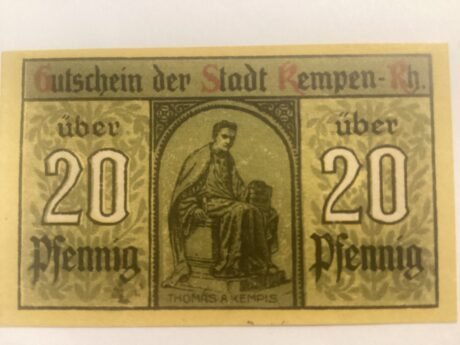 Gutschein der Stadt Kempen-Rh.
über
20
Pfennig
THOMAS A KEMPIS
über
20
Pfennig